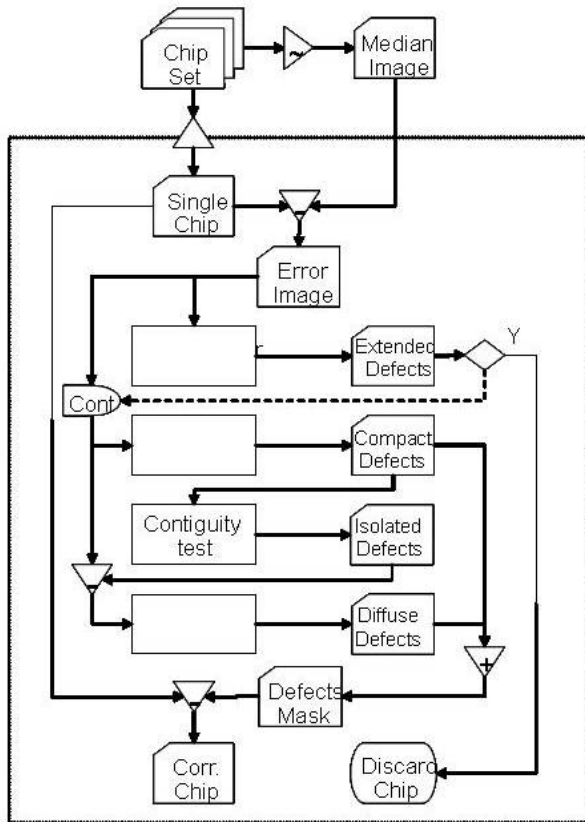 Chip
Set
~
Median
Image
Single
Chip
-
Error
Image
r
Extended
Defects
Y
Cont
Compact
Defects
Contiguity
test
Isolated
Defects
-
Diffuse
Defects
+
Defects
Mask
-
Corr.
Chip
Discard
Chip